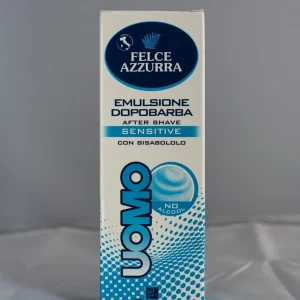 FELCE
AZZURRA
EMULSIONE
DOPOBARBA
AFTER SHAVE
SENSITIVE
CON BISABOLOLO
UOMO
NO
ALCOOL